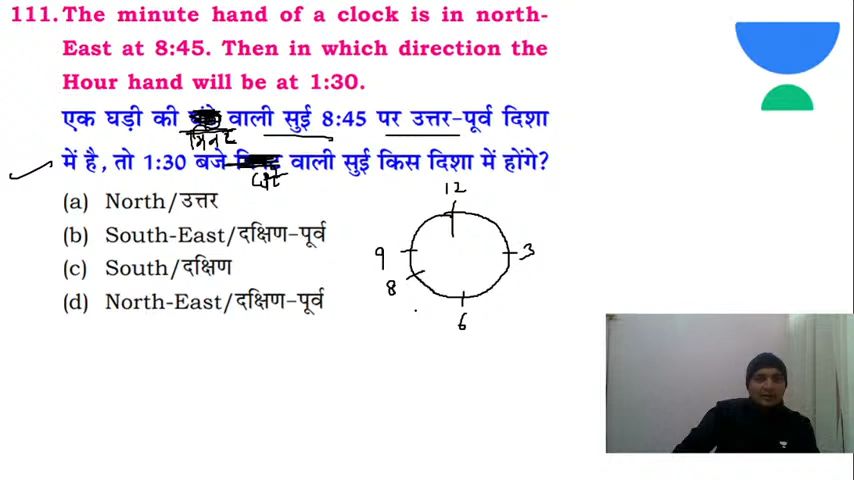 111. The minute hand of a clock is in north-
East at 8:45. Then in which direction the
Hour hand will be at 1:30.
एक घड़ी की वाली सुई 8:45 पर उत्तर-पूर्व दिशा
मिनट
में है, तो 1:30 बजे वाली सुई किस दिशा में होंगे?
घंटे
(a) North/उत्तर
(b) South-East/दक्षिण-पूर्व
(c) South/दक्षिण
(d) North-East/दक्षिण-पूर्व
12
9
3
8
6